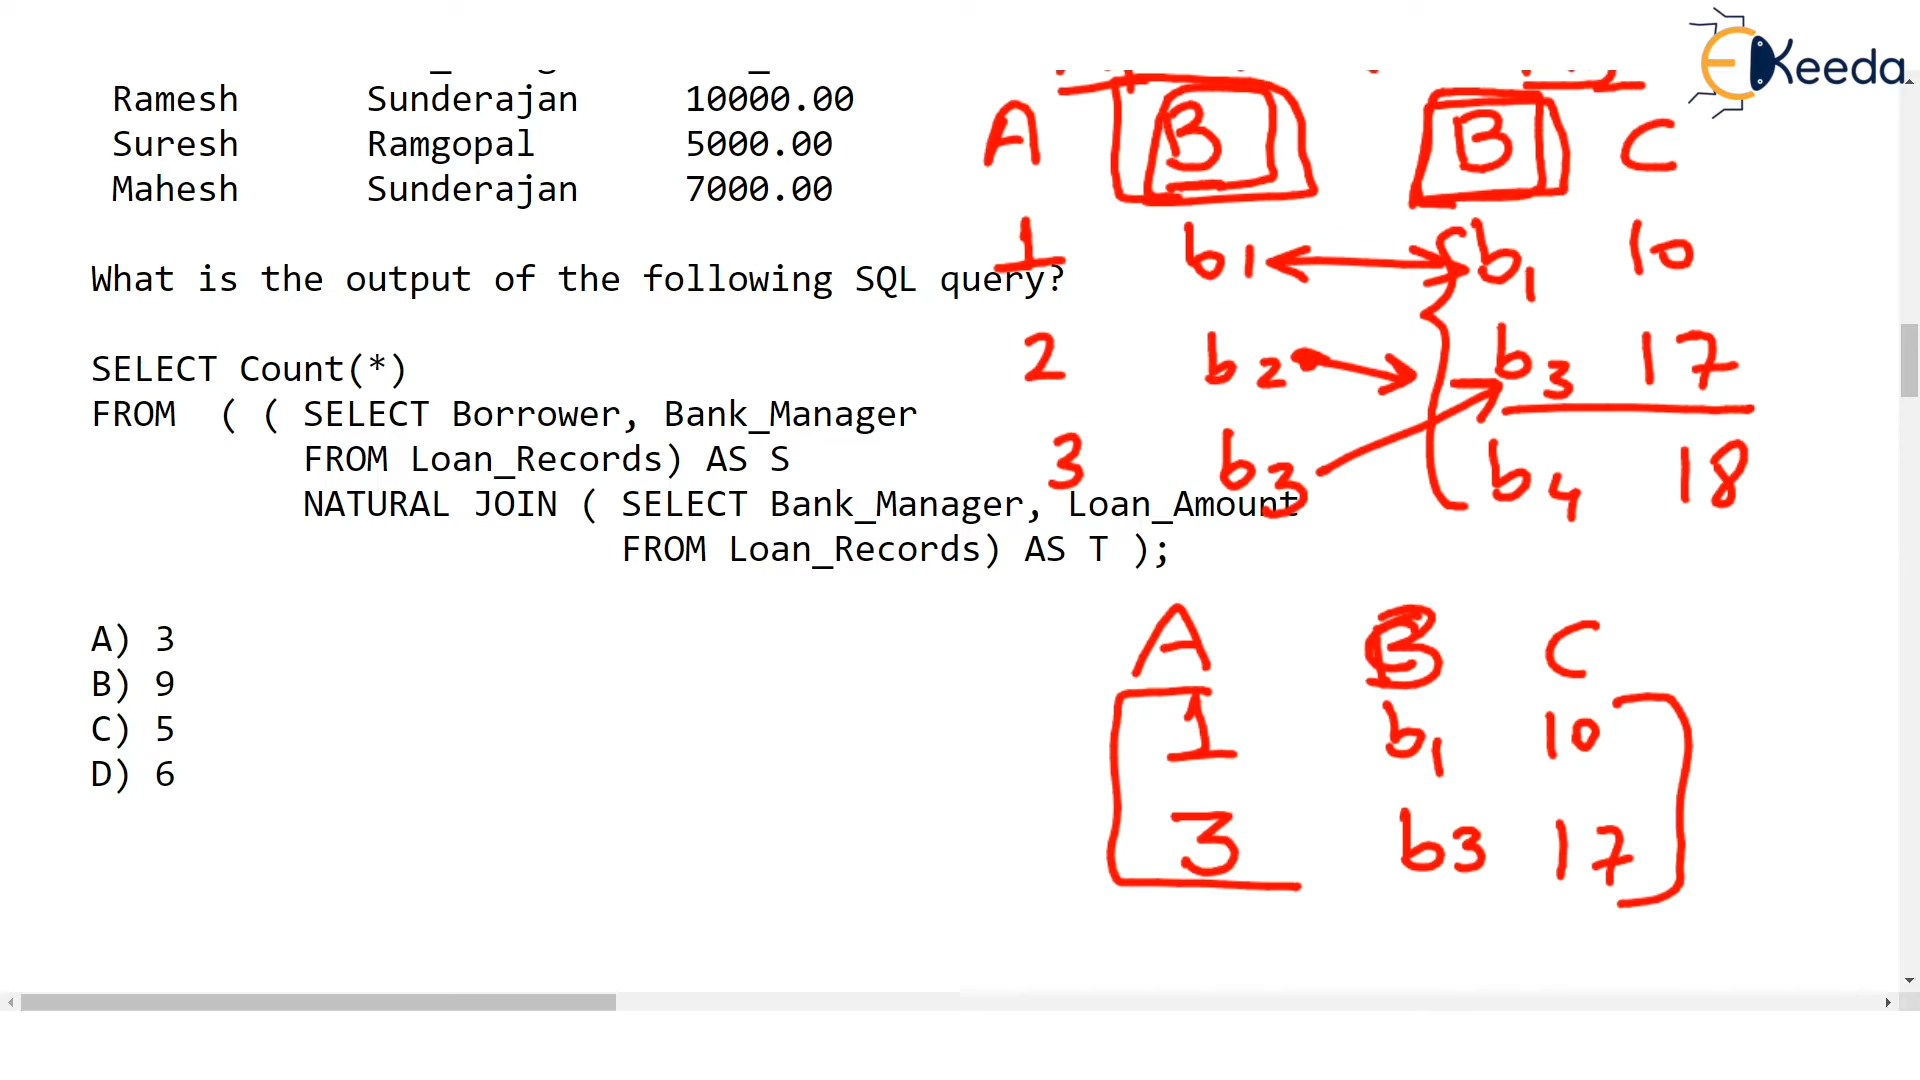 EKeeda
Ramesh Sunderajan 10000.00
Suresh Ramgopal 5000.00
Mahesh Sunderajan 7000.00
What is the output of the following SQL query?
SELECT Count(*)
FROM ( ( SELECT Borrower, Bank_Manager
FROM Loan_Records) AS S
NATURAL JOIN ( SELECT Bank_Manager, Loan_Amount
FROM Loan_Records) AS T );
A) 3
B) 9
C) 5
D) 6
A B B C
1 b1 b1 10
2 b2 b3 17
3 b3 b4 18
A B C
1 b1 10
3 b3 17